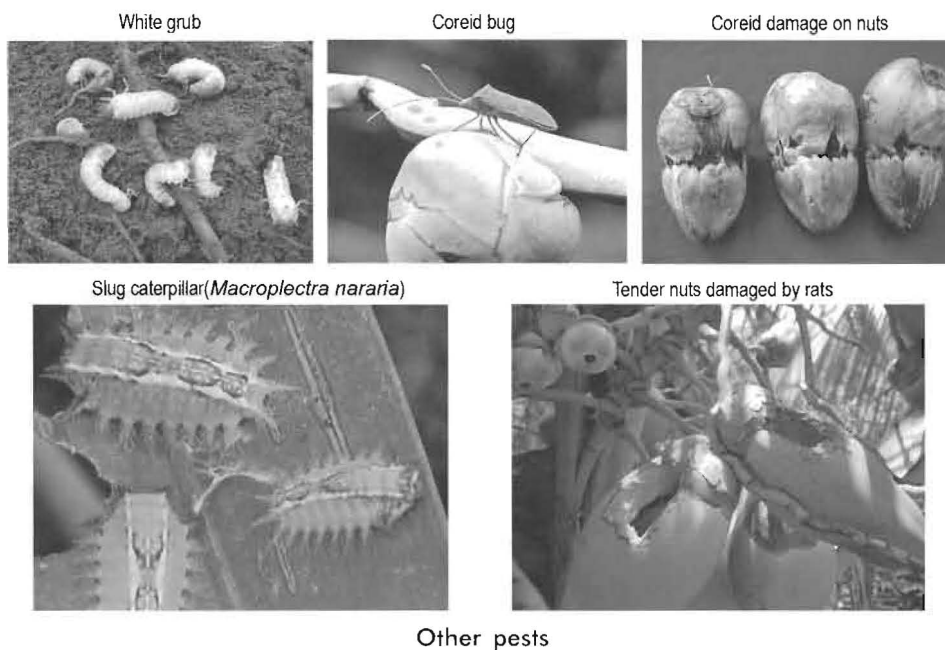 White grub
Coreid bug
Coreid damage on nuts
Slug caterpillar(Macroplectra nararia)
Tender nuts damaged by rats
Other pests